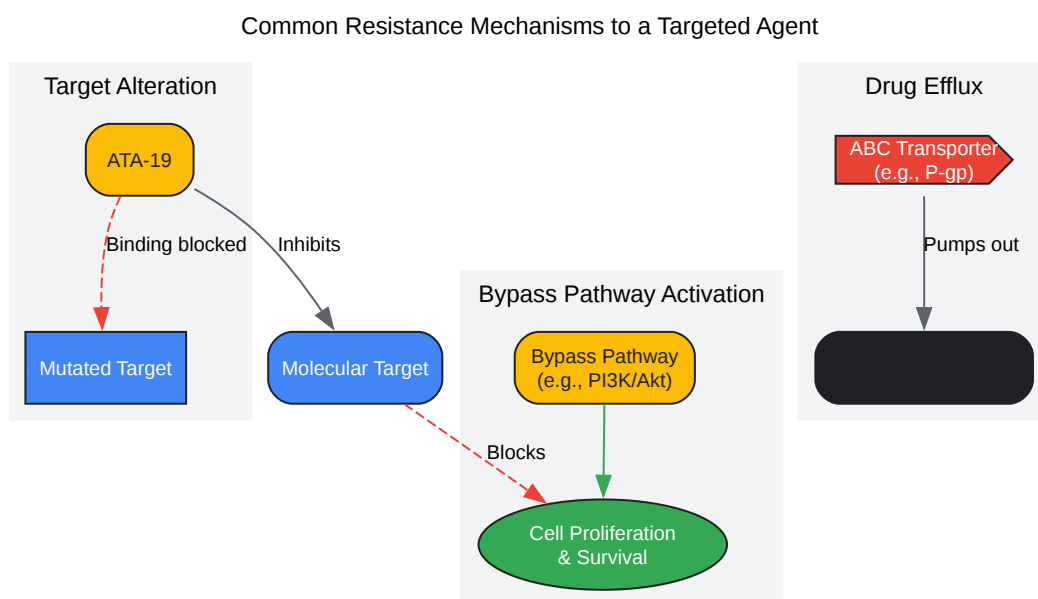 Common Resistance Mechanisms to a Targeted Agent
Target Alteration
ATA-19
Binding blocked
Inhibits
Mutated Target
Molecular Target
Bypass Pathway Activation
Bypass Pathway
(e.g., PI3K/Akt)
Blocks
Cell Proliferation
& Survival
Drug Efflux
ABC Transporter
(e.g., P-gp)
Pumps out